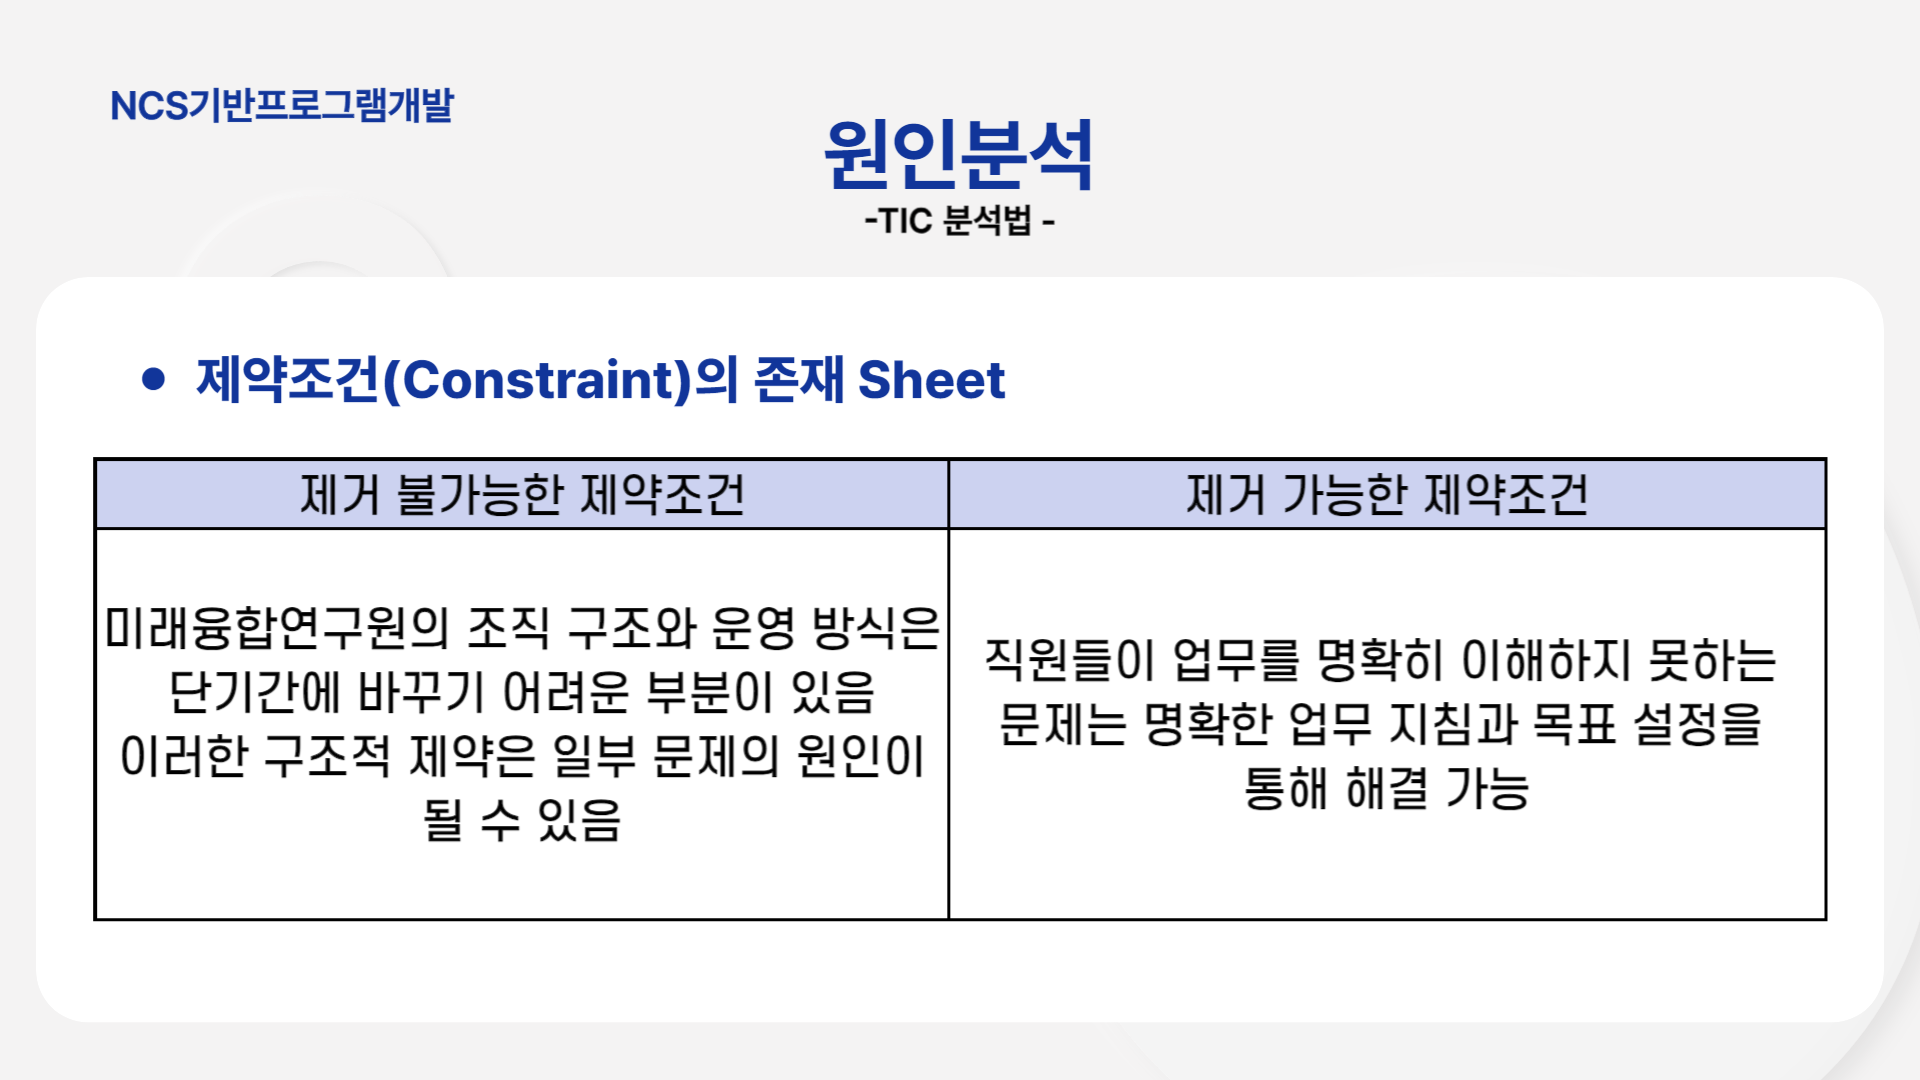 NCS기반프로그램개발
원인분석
-TIC 분석법 -
• 제약조건(Constraint)의 존재 Sheet
제거 불가능한 제약조건
제거 가능한 제약조건
미래융합연구원의 조직 구조와 운영 방식은
단기간에 바꾸기 어려운 부분이 있음
이러한 구조적 제약은 일부 문제의 원인이
될 수 있음
직원들이 업무를 명확히 이해하지 못하는
문제는 명확한 업무 지침과 목표 설정을
통해 해결 가능